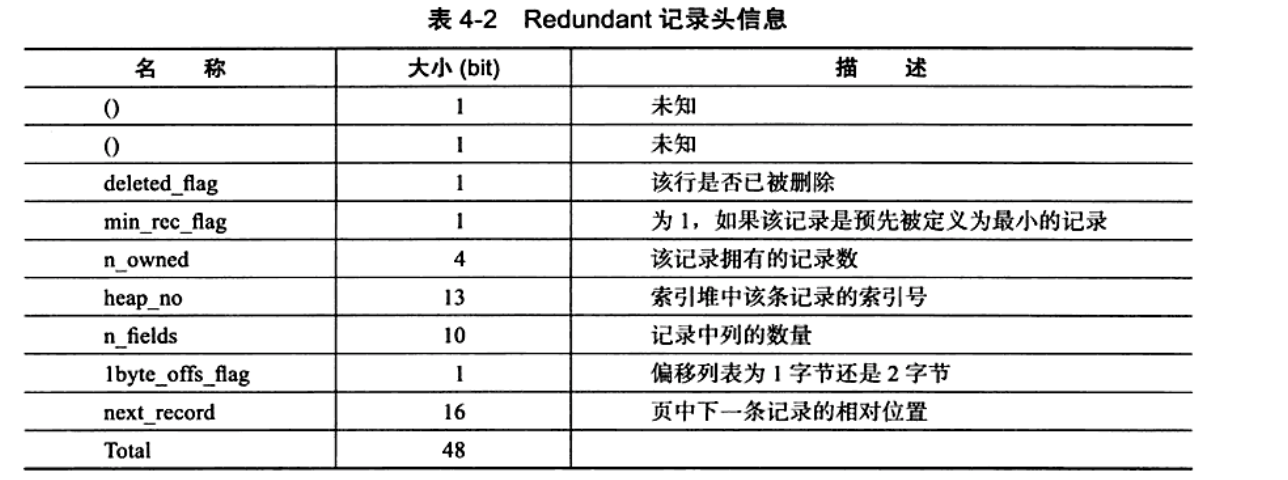 表 4-2 Redundant 记录头信息
名 称 大小 (bit) 描 述
() 1 未知
() 1 未知
deleted_flag 1 该行是否已被删除
min_rec_flag 1 为 1，如果该记录是预先被定义为最小的记录
n_owned 4 该记录拥有的记录数
heap_no 13 索引堆中该条记录的索引号
n_fields 10 记录中列的数量
1byte_offs_flag 1 偏移列表为 1 字节还是 2 字节
next_record 16 页中下一条记录的相对位置
Total 48